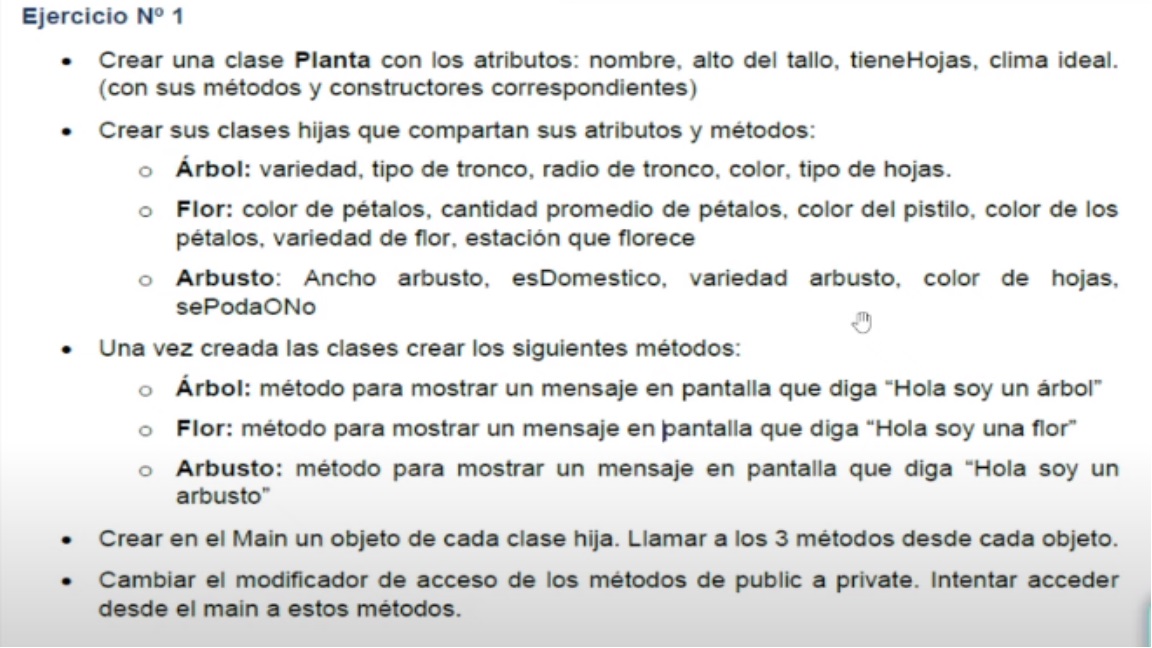 Ejercicio Nº 1
• Crear una clase Planta con los atributos: nombre, alto del tallo, tieneHojas, clima ideal.
(con sus métodos y constructores correspondientes)
• Crear sus clases hijas que compartan sus atributos y métodos:
o Árbol: variedad, tipo de tronco, radio de tronco, color, tipo de hojas.
o Flor: color de pétalos, cantidad promedio de pétalos, color del pistilo, color de los
pétalos, variedad de flor, estación que florece
o Arbusto: Ancho arbusto, esDomestico, variedad arbusto, color de hojas,
sePodaONo
• Una vez creada las clases crear los siguientes métodos:
o Árbol: método para mostrar un mensaje en pantalla que diga “Hola soy un árbol”
o Flor: método para mostrar un mensaje en pantalla que diga “Hola soy una flor”
o Arbusto: método para mostrar un mensaje en pantalla que diga “Hola soy un
arbusto”
• Crear en el Main un objeto de cada clase hija. Llamar a los 3 métodos desde cada objeto.
• Cambiar el modificador de acceso de los métodos de public a private. Intentar acceder
desde el main a estos métodos.